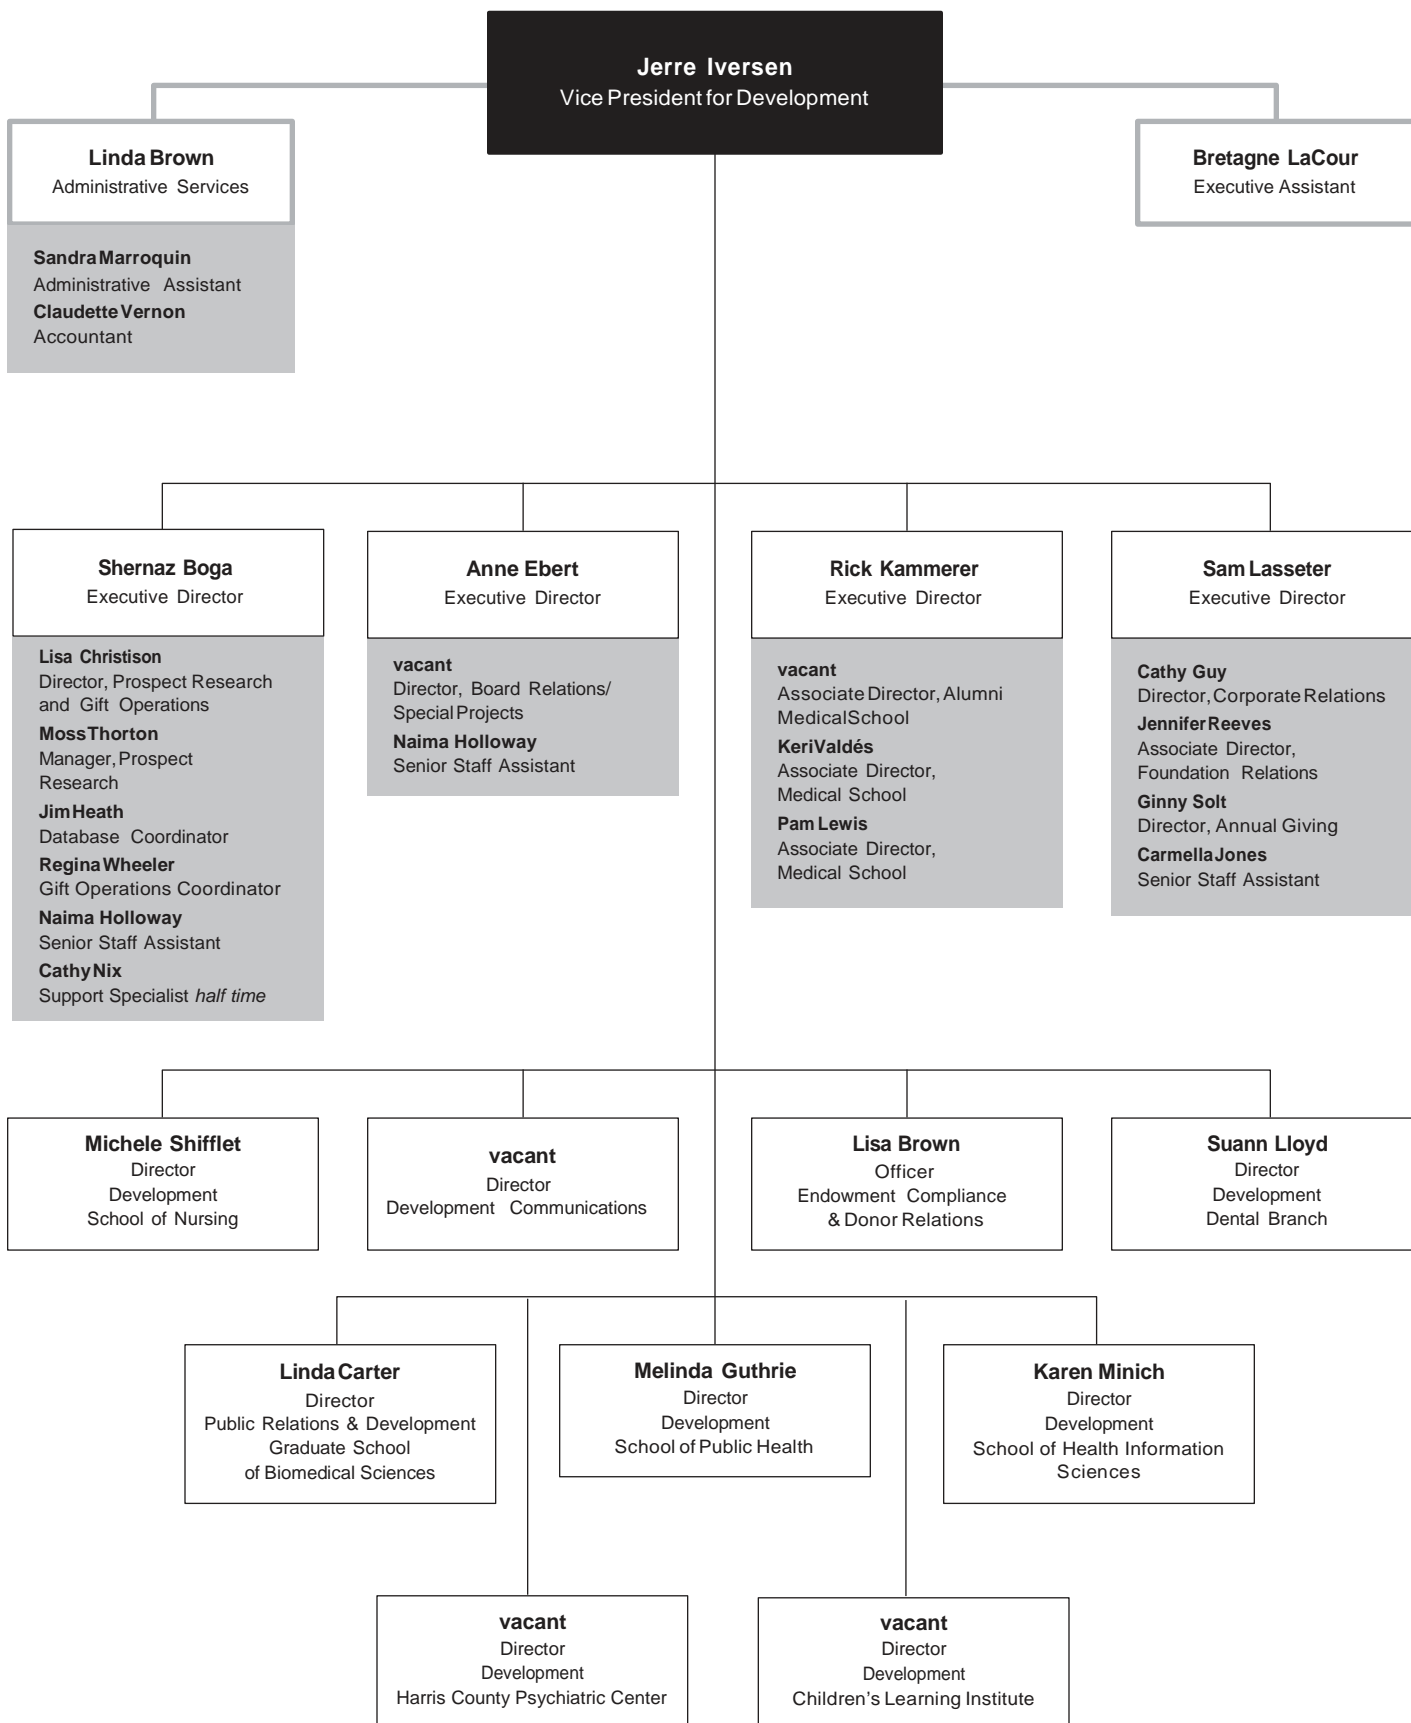 Jerre Iversen
Vice President for Development
Linda Brown
Administrative Services
Bretagne LaCour
Executive Assistant
Sandra Marroquin
Administrative Assistant
Claudette Vernon
Accountant
Shernaz Boga
Executive Director
Lisa Christison
Director, Prospect Research
and Gift Operations
Moss Thorton
Manager, Prospect
Research
Jim Heath
Database Coordinator
Regina Wheeler
Gift Operations Coordinator
Naima Holloway
Senior Staff Assistant
Cathy Nix
Support Specialist half time
Anne Ebert
Executive Director
vacant
Director, Board Relations/
Special Projects
Naima Holloway
Senior Staff Assistant
Rick Kammerer
Executive Director
vacant
Associate Director, Alumni
Medical School
Keri Valdés
Associate Director,
Medical School
Pam Lewis
Associate Director,
Medical School
Sam Lasseter
Executive Director
Cathy Guy
Director, Corporate Relations
Jennifer Reeves
Associate Director,
Foundation Relations
Ginny Solt
Director, Annual Giving
Carmella Jones
Senior Staff Assistant
Michele Shifflet
Director
Development
School of Nursing
vacant
Director
Development Communications
Lisa Brown
Officer
Endowment Compliance
& Donor Relations
Suann Lloyd
Director
Development
Dental Branch
Linda Carter
Director
Public Relations & Development
Graduate School
of Biomedical Sciences
Melinda Guthrie
Director
Development
School of Public Health
Karen Minich
Director
Development
School of Health Information
Sciences
vacant
Director
Development
Harris County Psychiatric Center
vacant
Director
Development
Children's Learning Institute